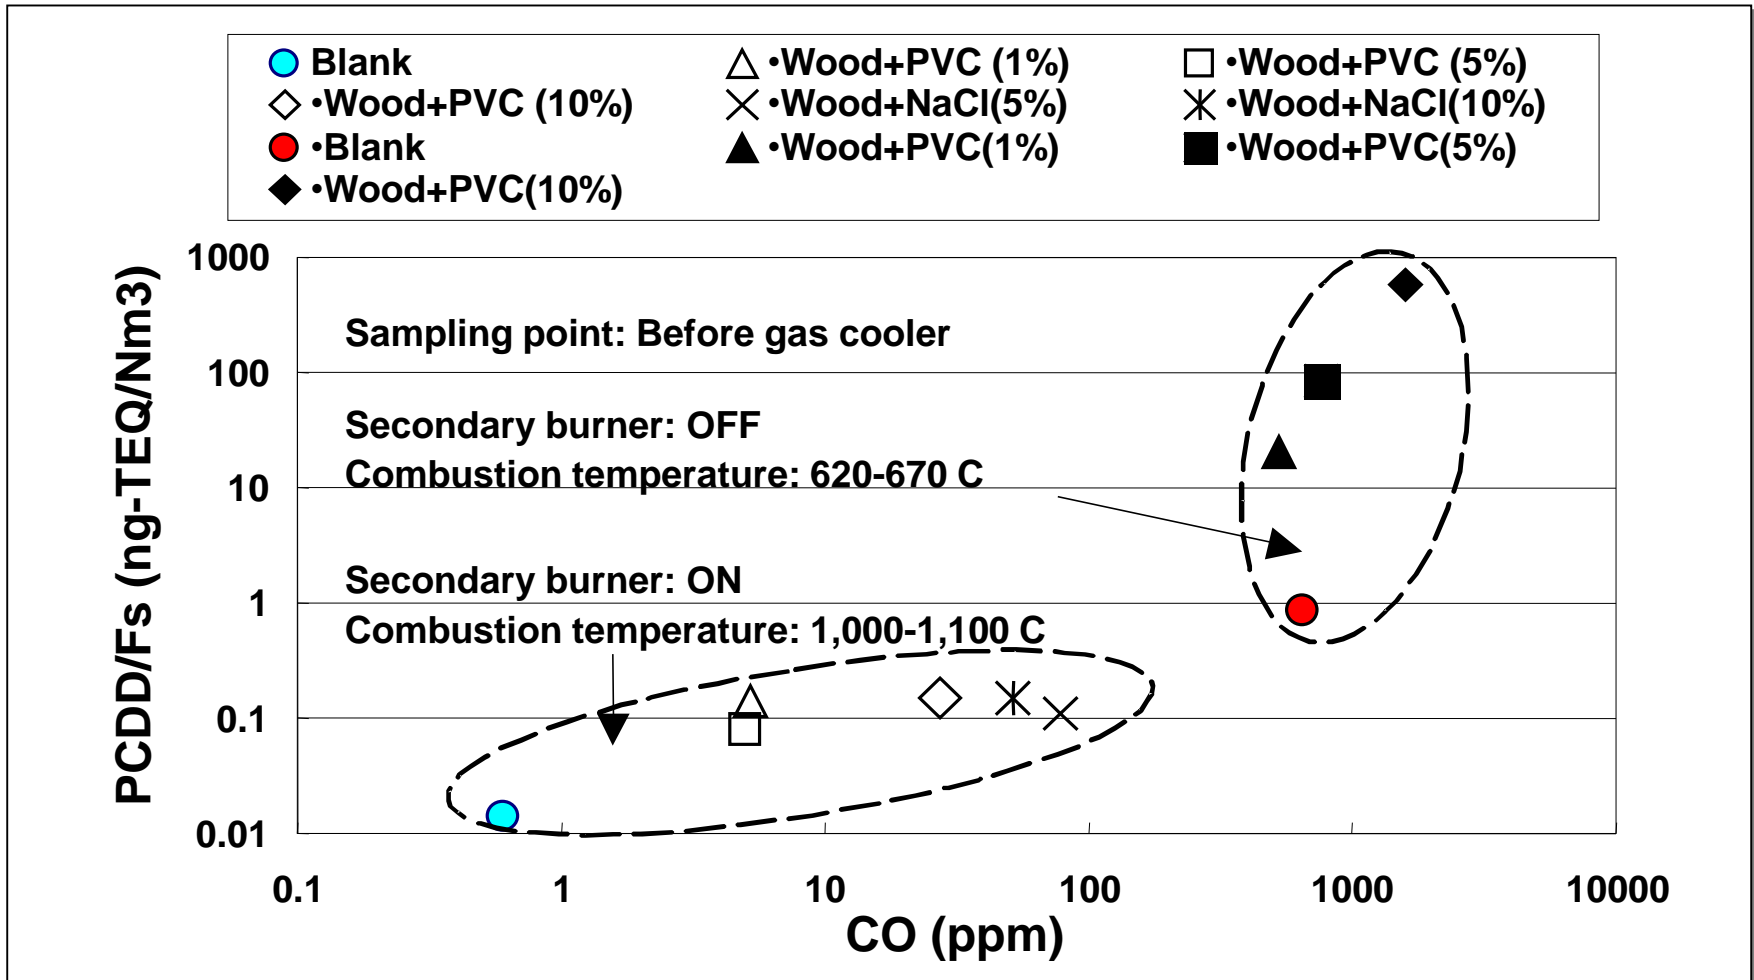 Blank
•Wood+PVC (1%)
•Wood+PVC (5%)
•Wood+PVC (10%)
•Wood+NaCl(5%)
•Wood+NaCl(10%)
•Blank
•Wood+PVC(1%)
•Wood+PVC(5%)
•Wood+PVC(10%)
PCDD/Fs (ng-TEQ/Nm3)
1000
100
10
1
0.1
0.01
Sampling point: Before gas cooler
Secondary burner: OFF
Combustion temperature: 620-670 C
Secondary burner: ON
Combustion temperature: 1,000-1,100 C
0.1
1
10
100
1000
10000
CO (ppm)